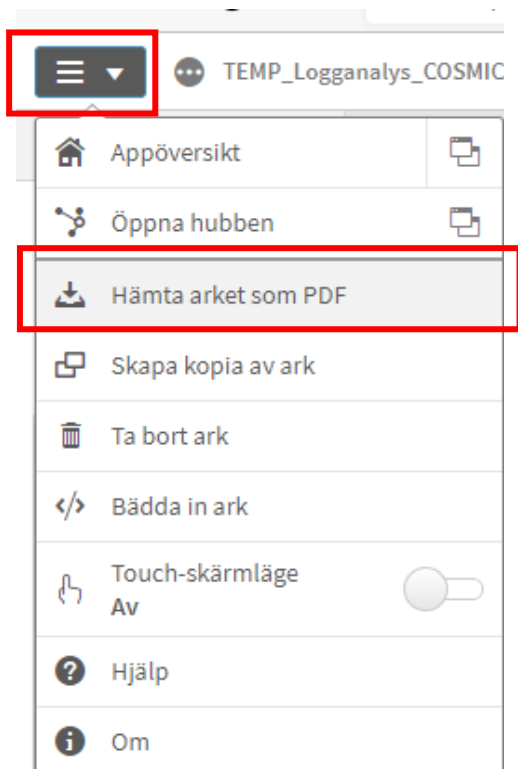 TEMP_Logganalys_COSMIC
Appöversikt
Öppna hubben
Hämta arket som PDF
Skapa kopia av ark
Ta bort ark
Bädda in ark
Touch-skärmläge
Av
Hjälp
Om